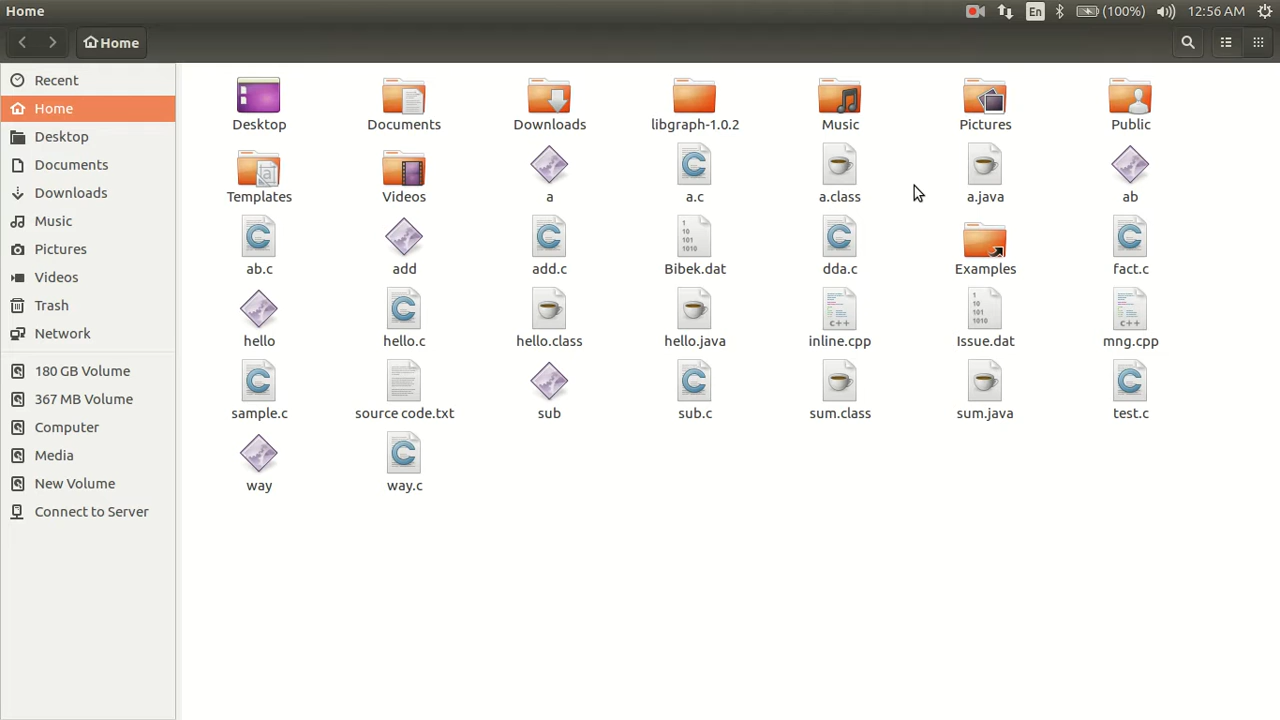 Home
En
(100%)
12:56 AM
Home
Recent
Home
Desktop
Documents
Downloads
Music
Pictures
Videos
Trash
Network
180 GB Volume
367 MB Volume
Computer
Media
New Volume
Connect to Server
Desktop
Documents
Downloads
libgraph-1.0.2
Music
Pictures
Public
Templates
Videos
a
a.c
a.class
a.java
ab
ab.c
add
add.c
Bibek.dat
dda.c
Examples
fact.c
hello
hello.c
hello.class
hello.java
inline.cpp
Issue.dat
mng.cpp
sample.c
source code.txt
sub
sub.c
sum.class
sum.java
test.c
way
way.c